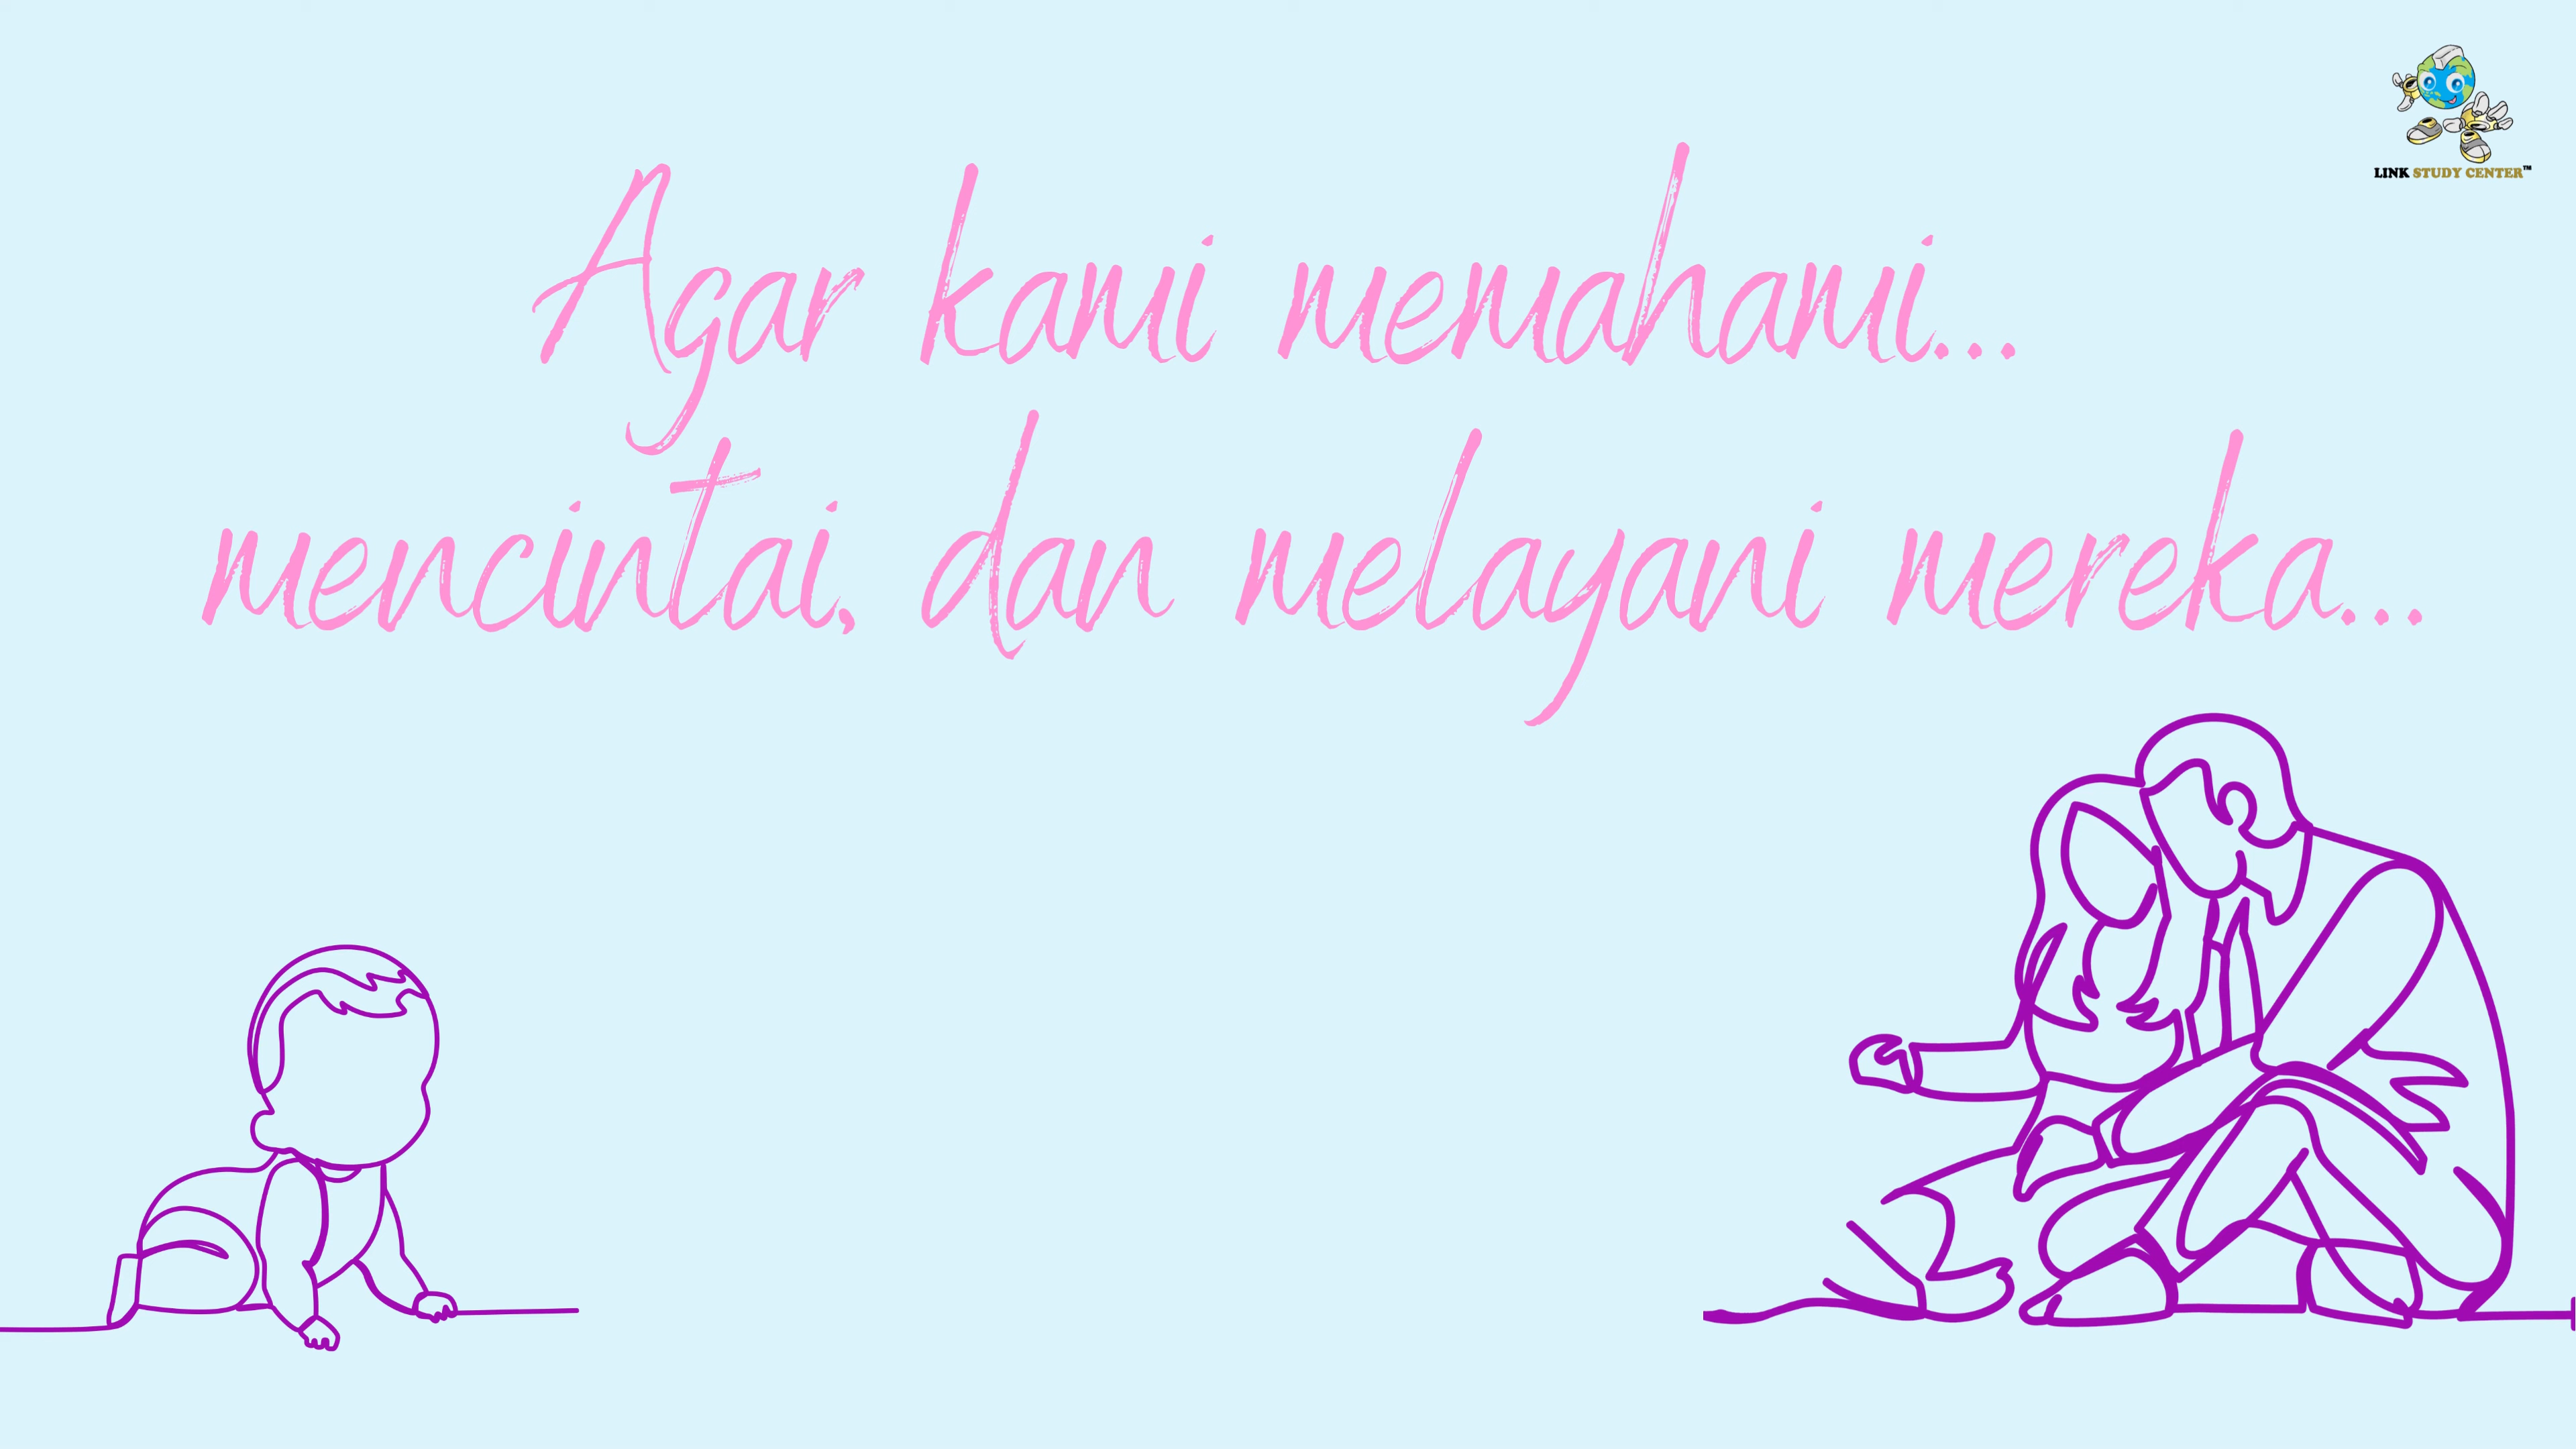 LINK STUDY CENTER™
Agar kami memahami...
mencintai, dan melayani mereka...